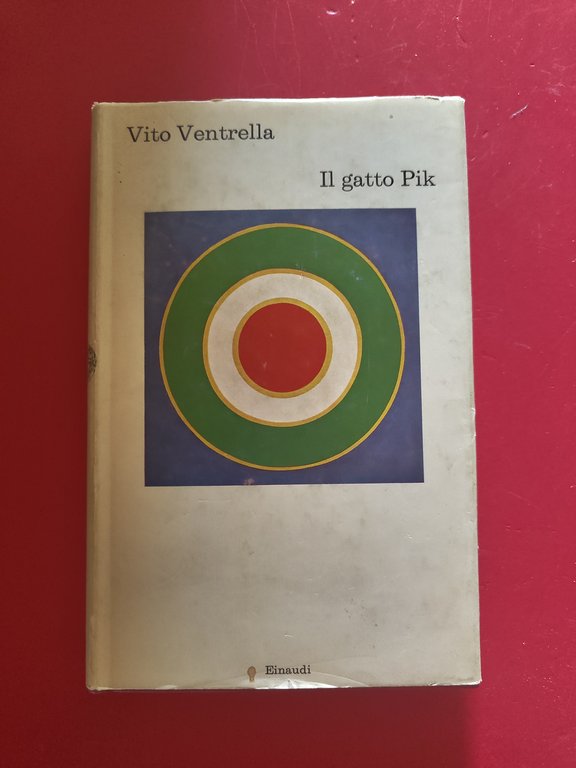 Vito Ventrella
Il gatto Pik
Einaudi